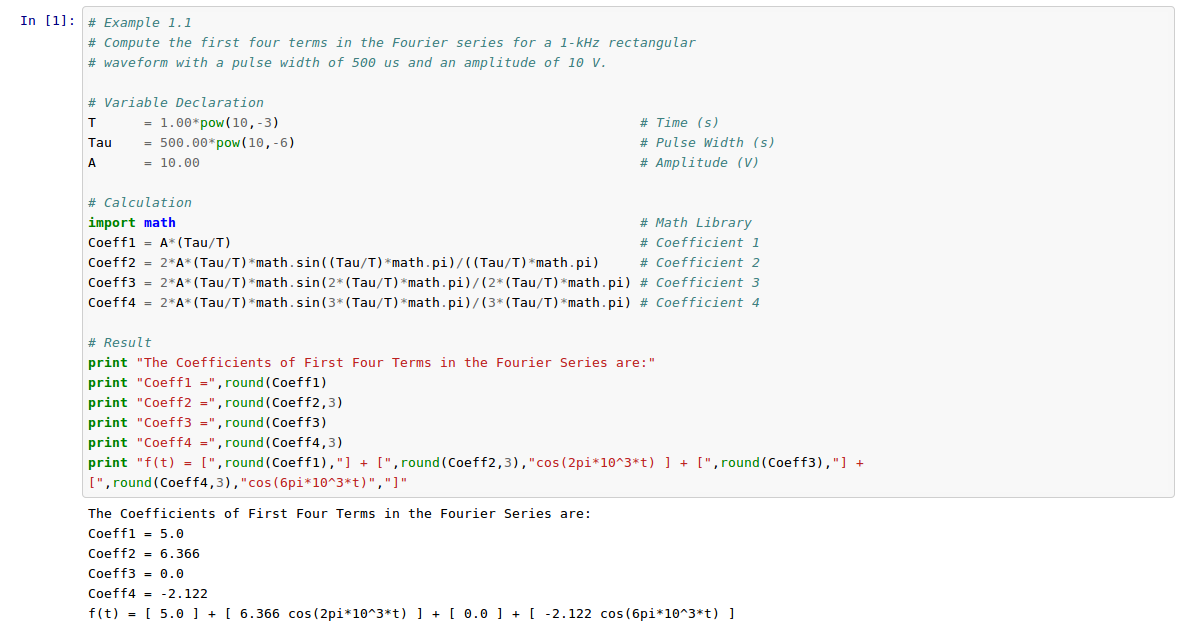 In [1]:
# Example 1.1
# Compute the first four terms in the Fourier series for a 1-kHz rectangular
# waveform with a pulse width of 500 us and an amplitude of 10 V.
# Variable Declaration
T      = 1.00*pow(10,-3)                                             # Time (s)
Tau    = 500.00*pow(10,-6)                                           # Pulse Width (s)
A      = 10.00                                                       # Amplitude (V)
# Calculation
import math                                                          # Math Library
Coeff1 = A*(Tau/T)                                                   # Coefficient 1
Coeff2 = 2*A*(Tau/T)*math.sin((Tau/T)*math.pi)/((Tau/T)*math.pi)     # Coefficient 2
Coeff3 = 2*A*(Tau/T)*math.sin(2*(Tau/T)*math.pi)/(2*(Tau/T)*math.pi) # Coefficient 3
Coeff4 = 2*A*(Tau/T)*math.sin(3*(Tau/T)*math.pi)/(3*(Tau/T)*math.pi) # Coefficient 4
# Result
print "The Coefficients of First Four Terms in the Fourier Series are:"
print "Coeff1 =",round(Coeff1)
print "Coeff2 =",round(Coeff2,3)
print "Coeff3 =",round(Coeff3)
print "Coeff4 =",round(Coeff4,3)
print "f(t) = [",round(Coeff1),"] + [",round(Coeff2,3),"cos(2pi*10^3*t) ] + [",round(Coeff3),"] +
[",round(Coeff4,3),"cos(6pi*10^3*t)","]"
The Coefficients of First Four Terms in the Fourier Series are:
Coeff1 = 5.0
Coeff2 = 6.366
Coeff3 = 0.0
Coeff4 = -2.122
f(t) = [ 5.0 ] + [ 6.366 cos(2pi*10^3*t) ] + [ 0.0 ] + [ -2.122 cos(6pi*10^3*t) ]